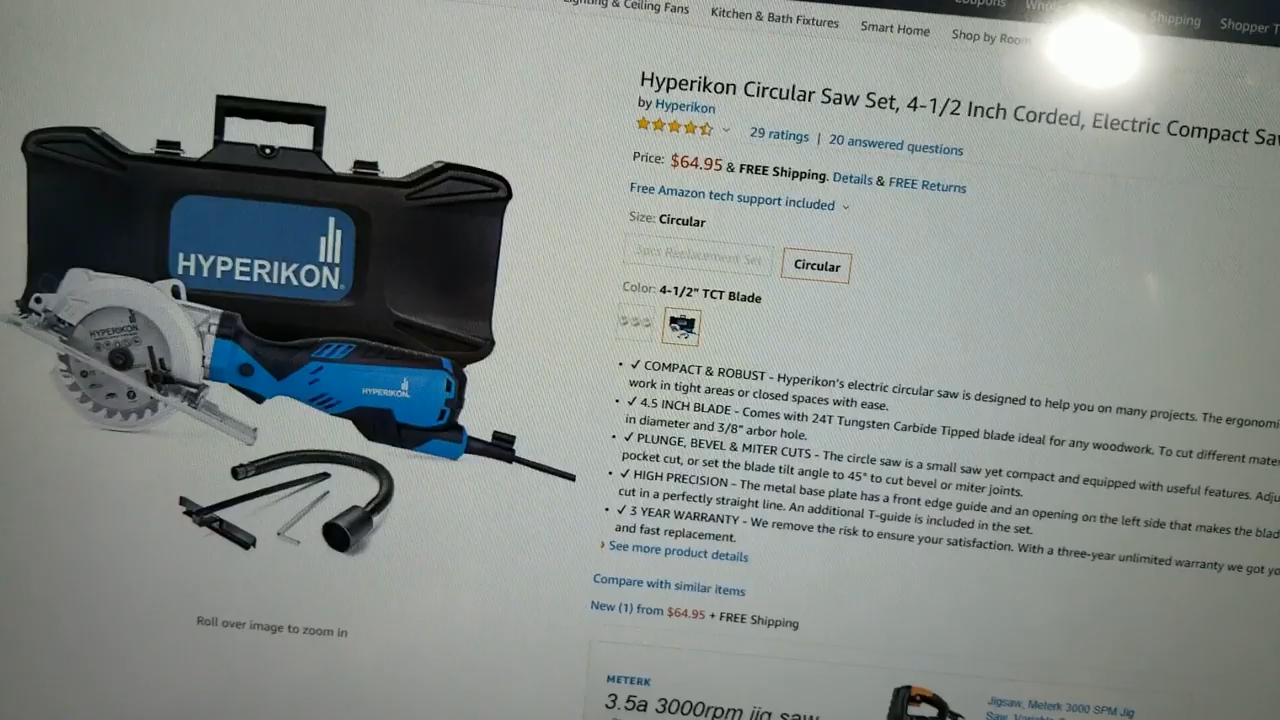 Lighting & Ceiling Fans Kitchen & Bath Fixtures Smart Home Shop by Room
Coupons Shipping Shopper
Hyperikon Circular Saw Set, 4-1/2 Inch Corded, Electric Compact
by Hyperikon
29 ratings | 20 answered questions
Price: $64.95 & FREE Shipping. Details & FREE Returns
Free Amazon tech support included
Size: Circular
3pcs Replacement Set Circular
Color: 4-1/2" TCT Blade
• ✓ COMPACT & ROBUST - Hyperikon's electric circular saw is designed to help you on many projects. The ergonomi
work in tight areas or closed spaces with ease.
• ✓ 4.5 INCH BLADE - Comes with 24T Tungsten Carbide Tipped blade ideal for any woodwork. To cut different mater
in diameter and 3/8" arbor hole.
• ✓ PLUNGE, BEVEL & MITER CUTS - The circle saw is a small saw yet compact and equipped with useful features. Adju
pocket cut, or set the blade tilt angle to 45° to cut bevel or miter joints.
• ✓ HIGH PRECISION – The metal base plate has a front edge guide and an opening on the left side that makes the blad
cut in a perfectly straight line. An additional T-guide is included in the set.
• ✓ 3 YEAR WARRANTY - We remove the risk to ensure your satisfaction. With a three-year unlimited warranty we got yo
and fast replacement.
› See more product details
Compare with similar items
New (1) from $64.95 + FREE Shipping
HYPERIKON®
HYPERIKON
HYPERIKON
Roll over image to zoom in
METERK
3.5a 3000rpm jig saw
Jigsaw, Meterk 3000 SPM Jig